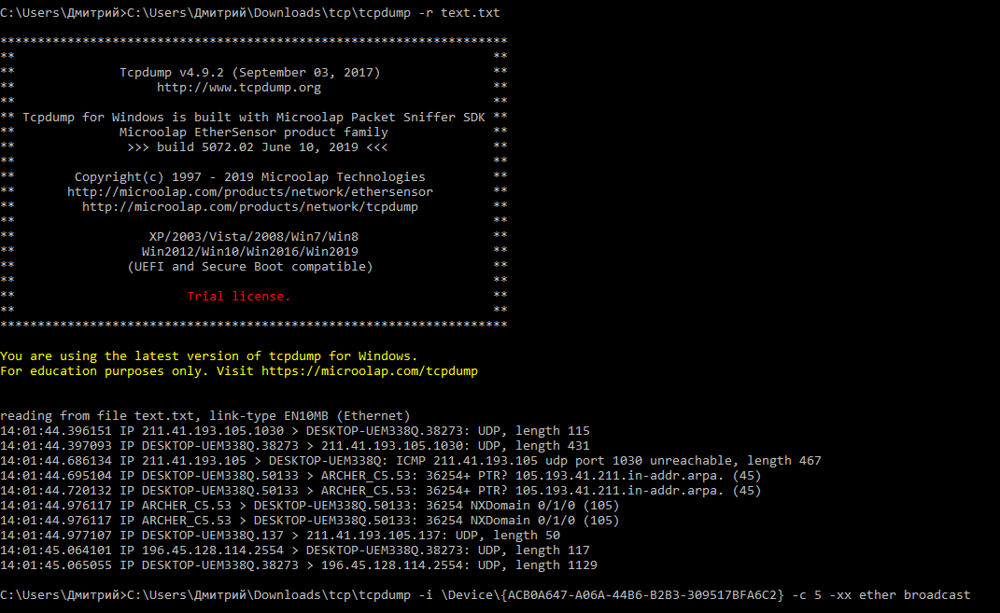 C:\Users\Дмитрий>C:\Users\Дмитрий\Downloads\tcp\tcpdump -r text.txt
********************************************************************
** **
** Tcpdump v4.9.2 (September 03, 2017) **
** http://www.tcpdump.org **
** **
** Tcpdump for Windows is built with Microolap Packet Sniffer SDK **
** Microolap EtherSensor product family **
** >>> build 5072.02 June 10, 2019 <<< **
** **
** Copyright(c) 1997 - 2019 Microolap Technologies **
** http://microolap.com/products/network/ethersensor **
** http://microolap.com/products/network/tcpdump **
** **
** XP/2003/Vista/2008/Win7/Win8 **
** Win2012/Win10/Win2016/Win2019 **
** (UEFI and Secure Boot compatible) **
** **
** Trial license. **
** **
********************************************************************
You are using the latest version of tcpdump for Windows.
For education purposes only. Visit https://microolap.com/tcpdump
reading from file text.txt, link-type EN10MB (Ethernet)
14:01:44.396151 IP 211.41.193.105.1030 > DESKTOP-UEM338Q.38273: UDP, length 115
14:01:44.397093 IP DESKTOP-UEM338Q.38273 > 211.41.193.105.1030: UDP, length 431
14:01:44.686134 IP 211.41.193.105 > DESKTOP-UEM338Q: ICMP 211.41.193.105 udp port 1030 unreachable, length 467
14:01:44.695104 IP DESKTOP-UEM338Q.50133 > ARCHER_C5.53: 36254+ PTR? 105.193.41.211.in-addr.arpa. (45)
14:01:44.720132 IP DESKTOP-UEM338Q.50133 > ARCHER_C5.53: 36254+ PTR? 105.193.41.211.in-addr.arpa. (45)
14:01:44.976117 IP ARCHER_C5.53 > DESKTOP-UEM338Q.50133: 36254 NXDomain 0/1/0 (105)
14:01:44.976117 IP ARCHER_C5.53 > DESKTOP-UEM338Q.50133: 36254 NXDomain 0/1/0 (105)
14:01:44.977107 IP DESKTOP-UEM338Q.137 > 211.41.193.105.137: UDP, length 50
14:01:45.064101 IP 196.45.128.114.2554 > DESKTOP-UEM338Q.38273: UDP, length 117
14:01:45.065055 IP DESKTOP-UEM338Q.38273 > 196.45.128.114.2554: UDP, length 1129
C:\Users\Дмитрий>C:\Users\Дмитрий\Downloads\tcp\tcpdump -i \Device\{ACB0A647-A06A-44B6-B2B3-309517BFA6C2} -c 5 -xx ether broadcast